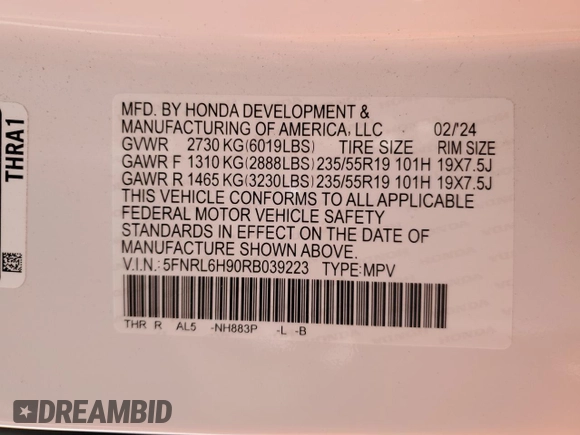 THRA1
MFD. BY HONDA DEVELOPMENT &
MANUFACTURING OF AMERICA, LLC 02/'24
GVWR 2730 KG(6019LBS) TIRE SIZE RIM SIZE
GAWR F 1310 KG(2888LBS) 235/55R19 101H 19X7.5J
GAWR R 1465 KG(3230LBS) 235/55R19 101H 19X7.5J
THIS VEHICLE CONFORMS TO ALL APPLICABLE
FEDERAL MOTOR VEHICLE SAFETY
STANDARDS IN EFFECT ON THE DATE OF
MANUFACTURE SHOWN ABOVE.
V.I.N.: 5FNRL6H90RB039223 TYPE:MPV
THR R AL5 -NH883P -L -B
DREAMBID